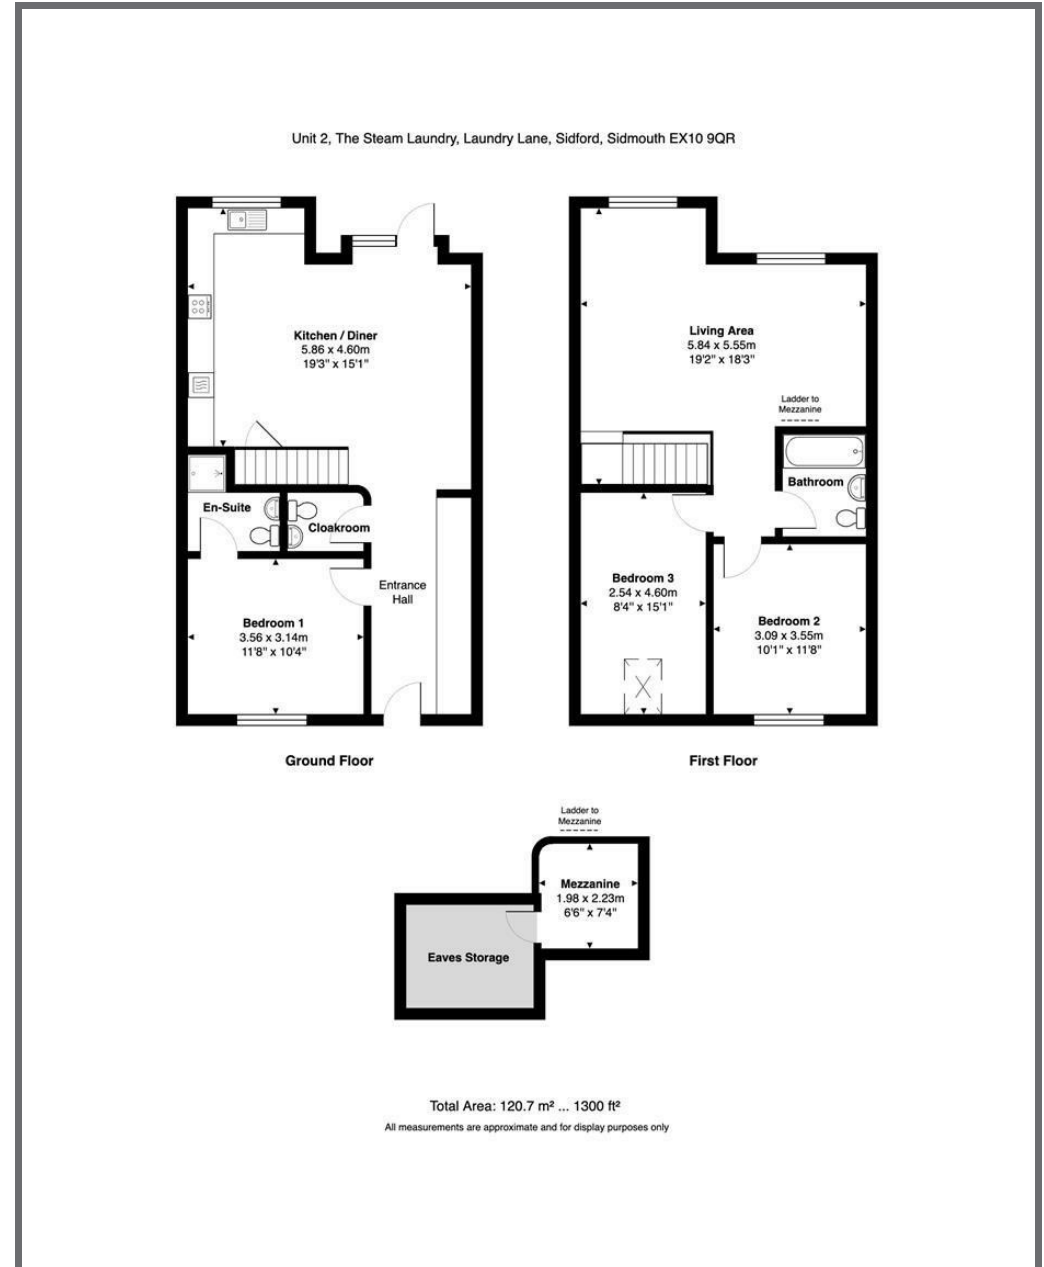 Unit 2, The Steam Laundry, Laundry Lane, Sidford, Sidmouth EX10 9QR
Kitchen / Diner
5.86 x 4.60m
19'3" x 15'1"
En-Suite
Cloakroom
Entrance
Hall
Bedroom 1
3.56 x 3.14m
11'8" x 10'4"
Ground Floor
Living Area
5.84 x 5.55m
19'2" x 18'3"
Ladder to
Mezzanine
Bathroom
Bedroom 3
2.54 x 4.60m
8'4" x 15'1"
Bedroom 2
3.09 x 3.55m
10'1" x 11'8"
First Floor
Ladder to
Mezzanine
Mezzanine
1.98 x 2.23m
6'6" x 7'4"
Eaves Storage
Total Area: 120.7 m² ... 1300 ft²
All measurements are approximate and for display purposes only